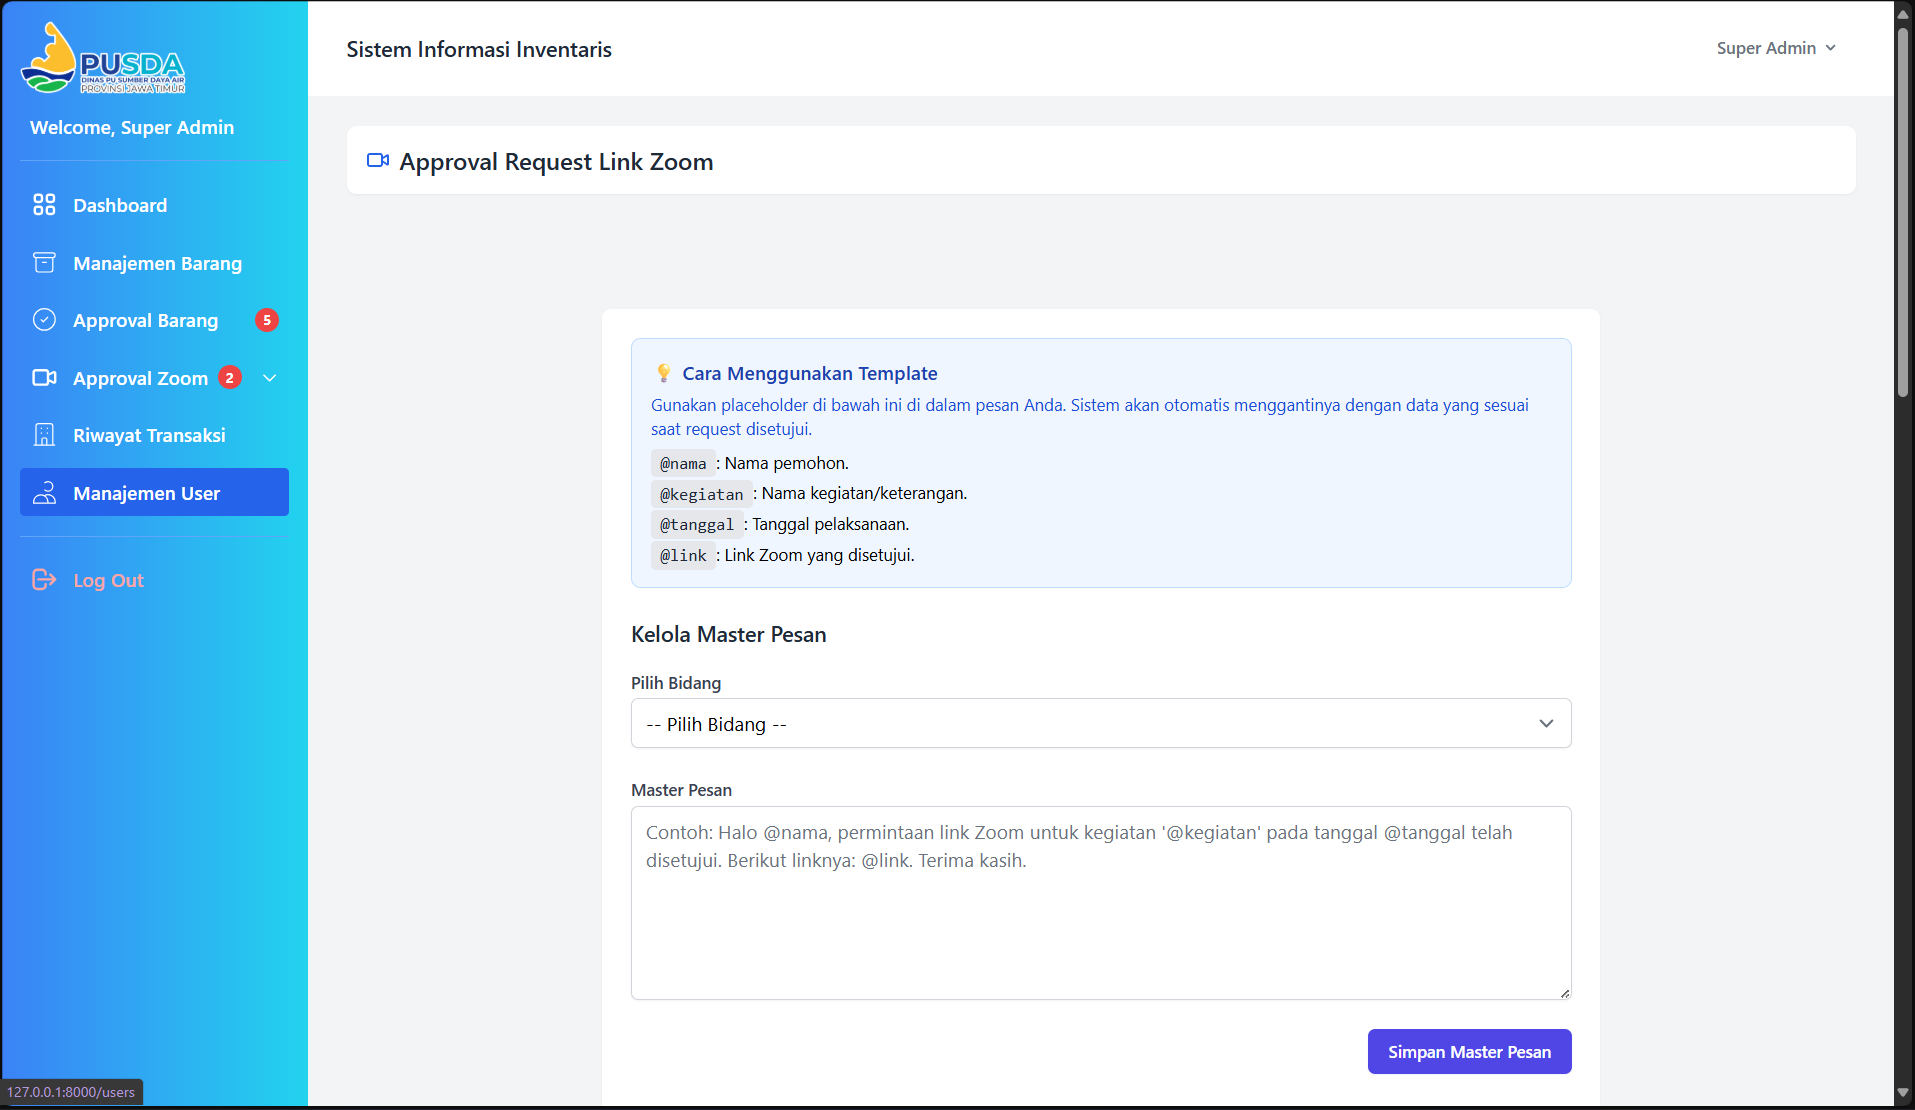 PUSDA
DINAS PU SUMBER DAYA AIR
PROVINSI JAWA TIMUR
Welcome, Super Admin
Dashboard
Manajemen Barang
Approval Barang 5
Approval Zoom 2
Riwayat Transaksi
Manajemen User
Log Out
127.0.0.1:8000/users
Sistem Informasi Inventaris
Super Admin
Approval Request Link Zoom
Cara Menggunakan Template
Gunakan placeholder di bawah ini di dalam pesan Anda. Sistem akan otomatis menggantinya dengan data yang sesuai
saat request disetujui.
@nama : Nama pemohon.
@kegiatan : Nama kegiatan/keterangan.
@tanggal : Tanggal pelaksanaan.
@link : Link Zoom yang disetujui.
Kelola Master Pesan
Pilih Bidang
-- Pilih Bidang --
Master Pesan
Contoh: Halo @nama, permintaan link Zoom untuk kegiatan '@kegiatan' pada tanggal @tanggal telah
disetujui. Berikut linknya: @link. Terima kasih.
Simpan Master Pesan